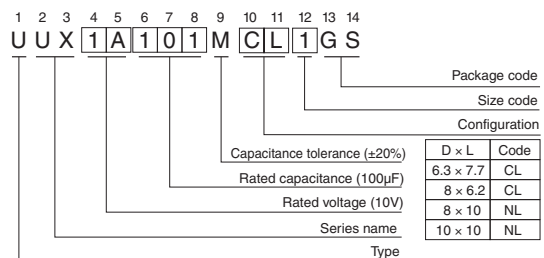 1 2 3 4 5 6 7 8 9 10 11 12 13 14
U U X 1 A 1 0 1 M C L 1 G S
Package code
Size code
Configuration
Capacitance tolerance (±20%)
Rated capacitance (100µF)
Rated voltage (10V)
Series name
Type
D × L Code
6.3 × 7.7 CL
8 × 6.2 CL
8 × 10 NL
10 × 10 NL